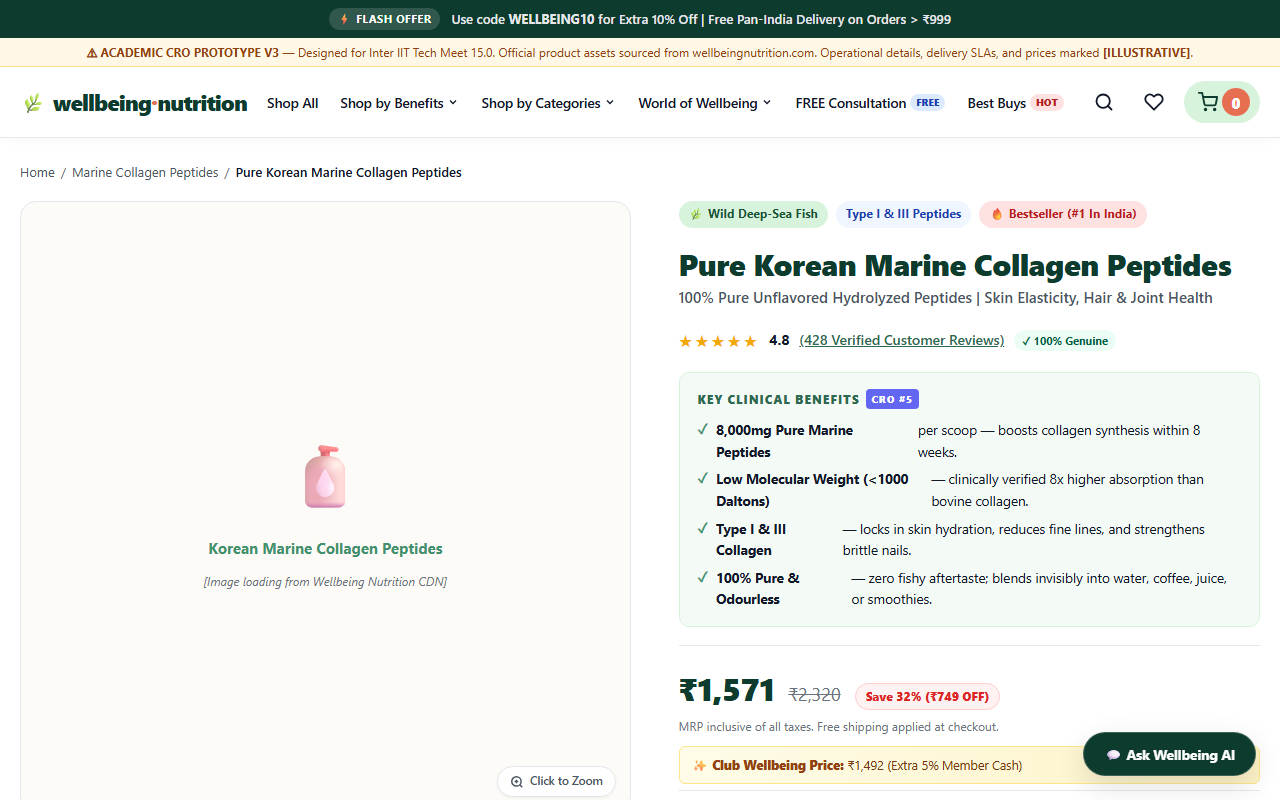 FLASH OFFER Use code WELLBEING10 for Extra 10% Off | Free Pan-India Delivery on Orders > ₹999
⚠ ACADEMIC CRO PROTOTYPE V3 — Designed for Inter IIT Tech Meet 15.0. Official product assets sourced from wellbeingnutrition.com. Operational details, delivery SLAs, and prices marked [ILLUSTRATIVE].
wellbeing·nutrition Shop All Shop by Benefits Shop by Categories World of Wellbeing FREE Consultation FREE Best Buys HOT 0
Home / Marine Collagen Peptides / Pure Korean Marine Collagen Peptides
Korean Marine Collagen Peptides
[Image loading from Wellbeing Nutrition CDN]
Click to Zoom
Wild Deep-Sea Fish Type I & III Peptides Bestseller (#1 In India)
Pure Korean Marine Collagen Peptides
100% Pure Unflavored Hydrolyzed Peptides | Skin Elasticity, Hair & Joint Health
★★★★★ 4.8 (428 Verified Customer Reviews) ✓ 100% Genuine
KEY CLINICAL BENEFITS CRO #5
✓ 8,000mg Pure Marine Peptides per scoop — boosts collagen synthesis within 8 weeks.
✓ Low Molecular Weight (<1000 Daltons) — clinically verified 8x higher absorption than bovine collagen.
✓ Type I & III Collagen — locks in skin hydration, reduces fine lines, and strengthens brittle nails.
✓ 100% Pure & Odourless — zero fishy aftertaste; blends invisibly into water, coffee, juice, or smoothies.
₹1,571 ₹2,320 Save 32% (₹749 OFF)
MRP inclusive of all taxes. Free shipping applied at checkout.
Club Wellbeing Price: ₹1,492 (Extra 5% Member Cash)
Ask Wellbeing AI